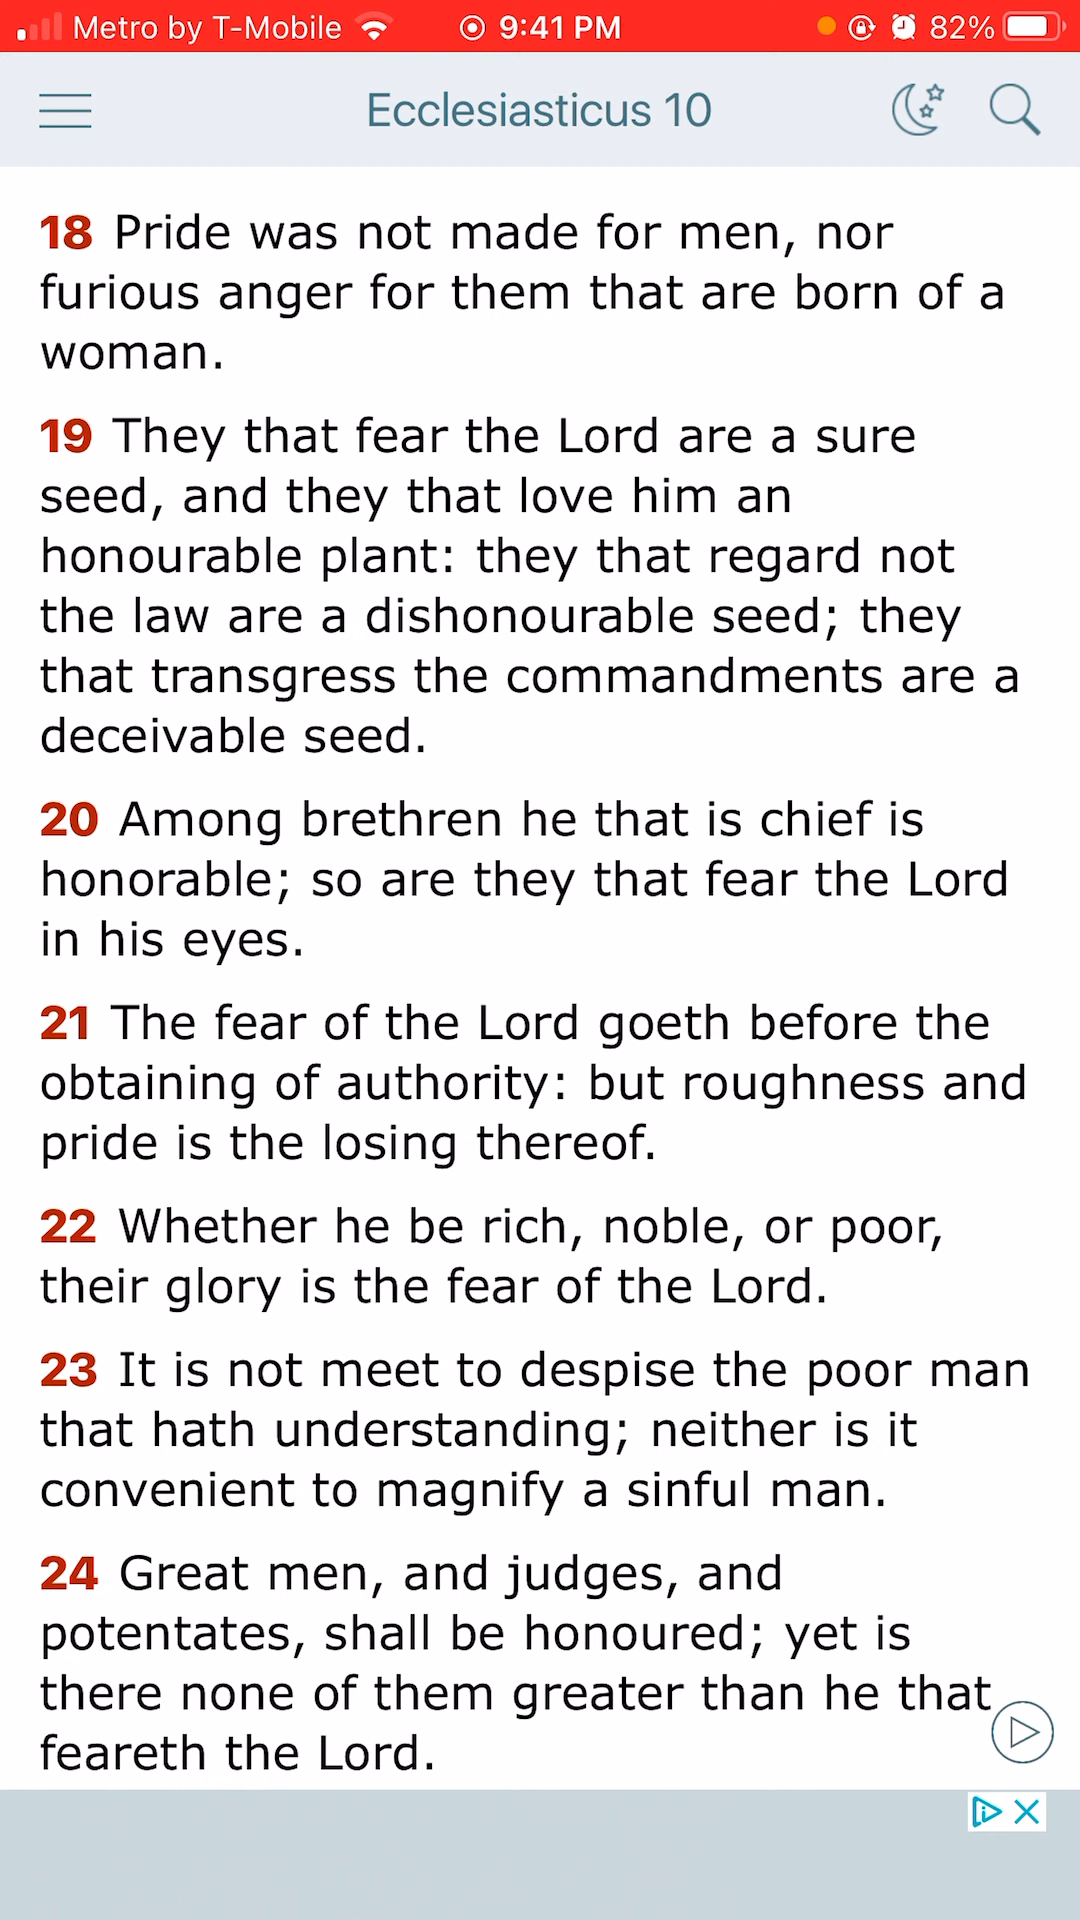 Metro by T-Mobile 9:41 PM 82%
Ecclesiasticus 10
18 Pride was not made for men, nor
furious anger for them that are born of a
woman.
19 They that fear the Lord are a sure
seed, and they that love him an
honourable plant: they that regard not
the law are a dishonourable seed; they
that transgress the commandments are a
deceivable seed.
20 Among brethren he that is chief is
honorable; so are they that fear the Lord
in his eyes.
21 The fear of the Lord goeth before the
obtaining of authority: but roughness and
pride is the losing thereof.
22 Whether he be rich, noble, or poor,
their glory is the fear of the Lord.
23 It is not meet to despise the poor man
that hath understanding; neither is it
convenient to magnify a sinful man.
24 Great men, and judges, and
potentates, shall be honoured; yet is
there none of them greater than he that
feareth the Lord.